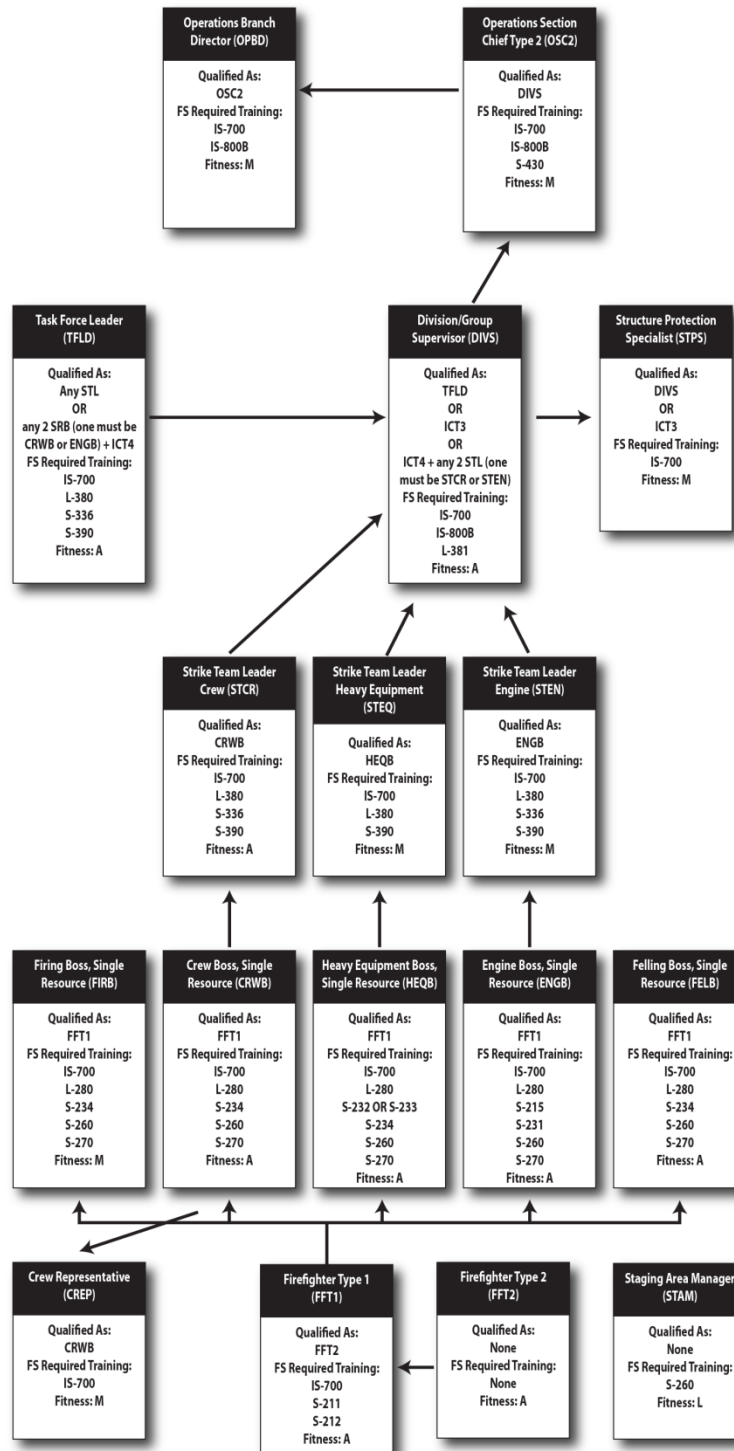 Operations Branch
Director (OPBD)
Qualified As:
OSC2
FS Required Training:
IS-700
IS-800B
Fitness: M
Operations Section
Chief Type 2 (OSC2)
Qualified As:
DIVS
FS Required Training:
IS-700
IS-800B
S-430
Fitness: M
Task Force Leader
(TFLD)
Qualified As:
Any STL
OR
any 2 SRB (one must be
CRWB or ENGB) + ICT4
FS Required Training:
IS-700
L-380
S-336
S-390
Fitness: A
Division/Group
Supervisor (DIVS)
Qualified As:
TFLD
OR
ICT3
OR
ICT4 + any 2 STL (one
must be STCR or STEN)
FS Required Training:
IS-700
IS-800B
L-381
Fitness: A
Structure Protection
Specialist (STPS)
Qualified As:
DIVS
OR
ICT3
FS Required Training:
IS-700
Fitness: M
Strike Team Leader
Crew (STCR)
Qualified As:
CRWB
FS Required Training:
IS-700
L-380
S-336
S-390
Fitness: A
Strike Team Leader
Heavy Equipment
(STEQ)
Qualified As:
HEQB
FS Required Training:
IS-700
L-380
S-390
Fitness: M
Strike Team Leader
Engine (STEN)
Qualified As:
ENGB
FS Required Training:
IS-700
L-380
S-336
S-390
Fitness: M
Firing Boss, Single
Resource (FIRB)
Qualified As:
FFT1
FS Required Training:
IS-700
L-280
S-234
S-260
S-270
Fitness: M
Crew Boss, Single
Resource (CRWB)
Qualified As:
FFT1
FS Required Training:
IS-700
L-280
S-234
S-260
S-270
Fitness: A
Heavy Equipment Boss,
Single Resource (HEQB)
Qualified As:
FFT1
FS Required Training:
IS-700
L-280
S-232 OR S-233
S-234
S-260
S-270
Fitness: A
Engine Boss, Single
Resource (ENGB)
Qualified As:
FFT1
FS Required Training:
IS-700
L-280
S-215
S-231
S-260
S-270
Fitness: A
Felling Boss, Single
Resource (FELB)
Qualified As:
FFT1
FS Required Training:
IS-700
L-280
S-234
S-260
S-270
Fitness: A
Crew Representative
(CREP)
Qualified As:
CRWB
FS Required Training:
IS-700
Fitness: M
Firefighter Type 1
(FFT1)
Qualified As:
FFT2
FS Required Training:
IS-700
S-211
S-212
Fitness: A
Firefighter Type 2
(FFT2)
Qualified As:
None
FS Required Training:
None
Fitness: A
Staging Area Manager
(STAM)
Qualified As:
None
FS Required Training:
S-260
Fitness: L